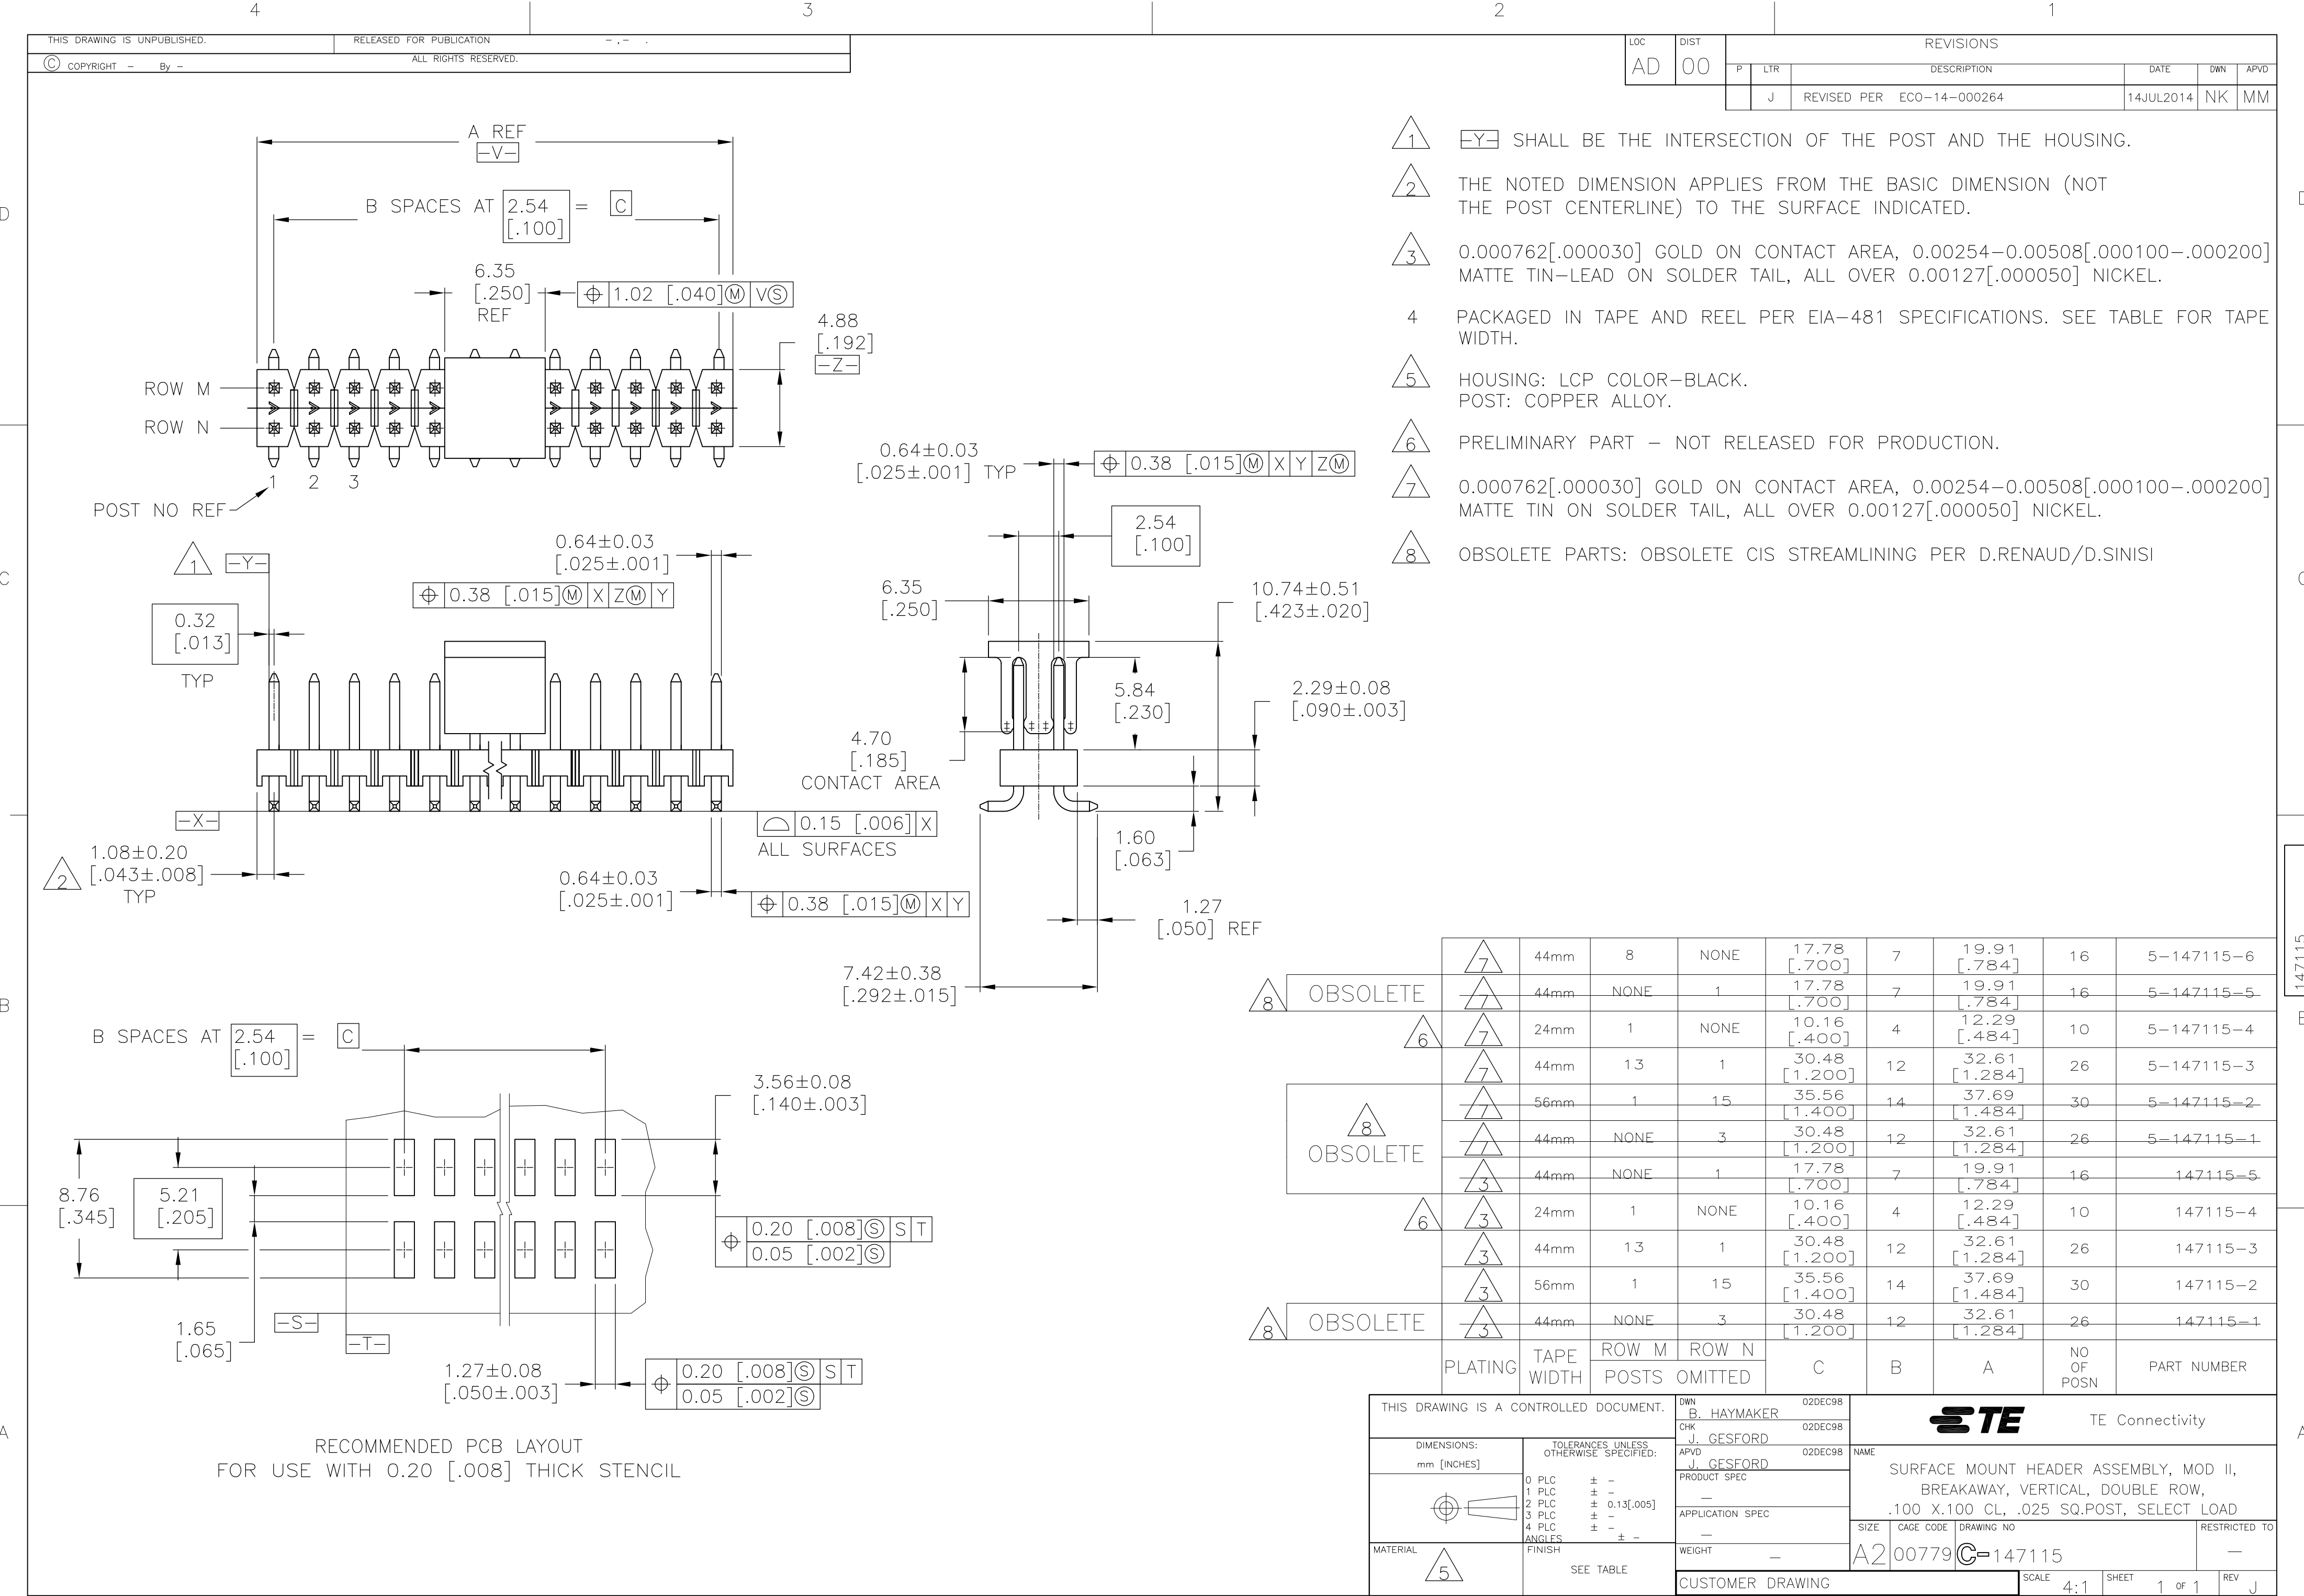 4 3 2 1
THIS DRAWING IS UNPUBLISHED. RELEASED FOR PUBLICATION - ,- .
© COPYRIGHT - By - ALL RIGHTS RESERVED.
LOC DIST REVISIONS
AD 00 P LTR DESCRIPTION DATE DWN APVD
J REVISED PER ECO-14-000264 14JUL2014 NK MM
1 -Y- SHALL BE THE INTERSECTION OF THE POST AND THE HOUSING.
2 THE NOTED DIMENSION APPLIES FROM THE BASIC DIMENSION (NOT
THE POST CENTERLINE) TO THE SURFACE INDICATED.
3 0.000762[.000030] GOLD ON CONTACT AREA, 0.00254-0.00508[.000100-.000200]
MATTE TIN-LEAD ON SOLDER TAIL, ALL OVER 0.00127[.000050] NICKEL.
4 PACKAGED IN TAPE AND REEL PER EIA-481 SPECIFICATIONS. SEE TABLE FOR TAPE
WIDTH.
5 HOUSING: LCP COLOR-BLACK.
POST: COPPER ALLOY.
6 PRELIMINARY PART - NOT RELEASED FOR PRODUCTION.
7 0.000762[.000030] GOLD ON CONTACT AREA, 0.00254-0.00508[.000100-.000200]
MATTE TIN ON SOLDER TAIL, ALL OVER 0.00127[.000050] NICKEL.
8 OBSOLETE PARTS: OBSOLETE CIS STREAMLINING PER D.RENAUD/D.SINISI
A REF
-V-
B SPACES AT 2.54 = C
[.100]
6.35
[.250]
REF
⌖ 1.02 [.040]Ⓜ VⓈ
4.88
[.192]
-Z-
ROW M
ROW N
1 2 3
POST NO REF
0.64±0.03
[.025±.001] TYP
⌖ 0.38 [.015]Ⓜ X Y ZⓂ
2.54
[.100]
1 -Y-
0.64±0.03
[.025±.001]
⌖ 0.38 [.015]Ⓜ X ZⓂ Y
0.32
[.013]
TYP
6.35
[.250]
10.74±0.51
[.423±.020]
5.84
[.230]
2.29±0.08
[.090±.003]
4.70
[.185]
CONTACT AREA
-X-
⌓ 0.15 [.006] X
ALL SURFACES
2 1.08±0.20
[.043±.008]
TYP
0.64±0.03
[.025±.001]
⌖ 0.38 [.015]Ⓜ X Y
1.60
[.063]
1.27
[.050] REF
7.42±0.38
[.292±.015]
B SPACES AT 2.54 = C
[.100]
3.56±0.08
[.140±.003]
8.76
[.345]
5.21
[.205]
⌖ 0.20 [.008]Ⓢ S T
0.05 [.002]Ⓢ
1.65
[.065]
-S-
-T-
1.27±0.08
[.050±.003]
⌖ 0.20 [.008]Ⓢ S T
0.05 [.002]Ⓢ
RECOMMENDED PCB LAYOUT
FOR USE WITH 0.20 [.008] THICK STENCIL
7 44mm 8 NONE 17.78 [.700] 7 19.91 [.784] 16 5-147115-6
8 OBSOLETE 7 44mm NONE 1 17.78 [.700] 7 19.91 [.784] 16 5-147115-5
6 7 24mm 1 NONE 10.16 [.400] 4 12.29 [.484] 10 5-147115-4
7 44mm 13 1 30.48 [1.200] 12 32.61 [1.284] 26 5-147115-3
7 56mm 1 15 35.56 [1.400] 14 37.69 [1.484] 30 5-147115-2
8 OBSOLETE 7 44mm NONE 3 30.48 [1.200] 12 32.61 [1.284] 26 5-147115-1
3 44mm NONE 1 17.78 [.700] 7 19.91 [.784] 16 147115-5
6 3 24mm 1 NONE 10.16 [.400] 4 12.29 [.484] 10 147115-4
3 44mm 13 1 30.48 [1.200] 12 32.61 [1.284] 26 147115-3
3 56mm 1 15 35.56 [1.400] 14 37.69 [1.484] 30 147115-2
8 OBSOLETE 3 44mm NONE 3 30.48 [1.200] 12 32.61 [1.284] 26 147115-1
PLATING TAPE WIDTH ROW M ROW N POSTS OMITTED C B A NO OF POSN PART NUMBER
THIS DRAWING IS A CONTROLLED DOCUMENT.
DIMENSIONS:
mm [INCHES]
TOLERANCES UNLESS
OTHERWISE SPECIFIED:
0 PLC ± -
1 PLC ± -
2 PLC ± 0.13[.005]
3 PLC ± -
4 PLC ± -
ANGLES ± -
MATERIAL
5
FINISH
SEE TABLE
DWN 02DEC98
B. HAYMAKER
CHK 02DEC98
J. GESFORD
APVD 02DEC98
J. GESFORD
PRODUCT SPEC
-
APPLICATION SPEC
-
WEIGHT -
CUSTOMER DRAWING
TE TE Connectivity
NAME
SURFACE MOUNT HEADER ASSEMBLY, MOD II,
BREAKAWAY, VERTICAL, DOUBLE ROW,
.100 X.100 CL, .025 SQ.POST, SELECT LOAD
SIZE CAGE CODE DRAWING NO RESTRICTED TO
A2 00779 C-147115 -
SCALE 4:1 SHEET 1 OF 1 REV J
147115
D
C
B
A